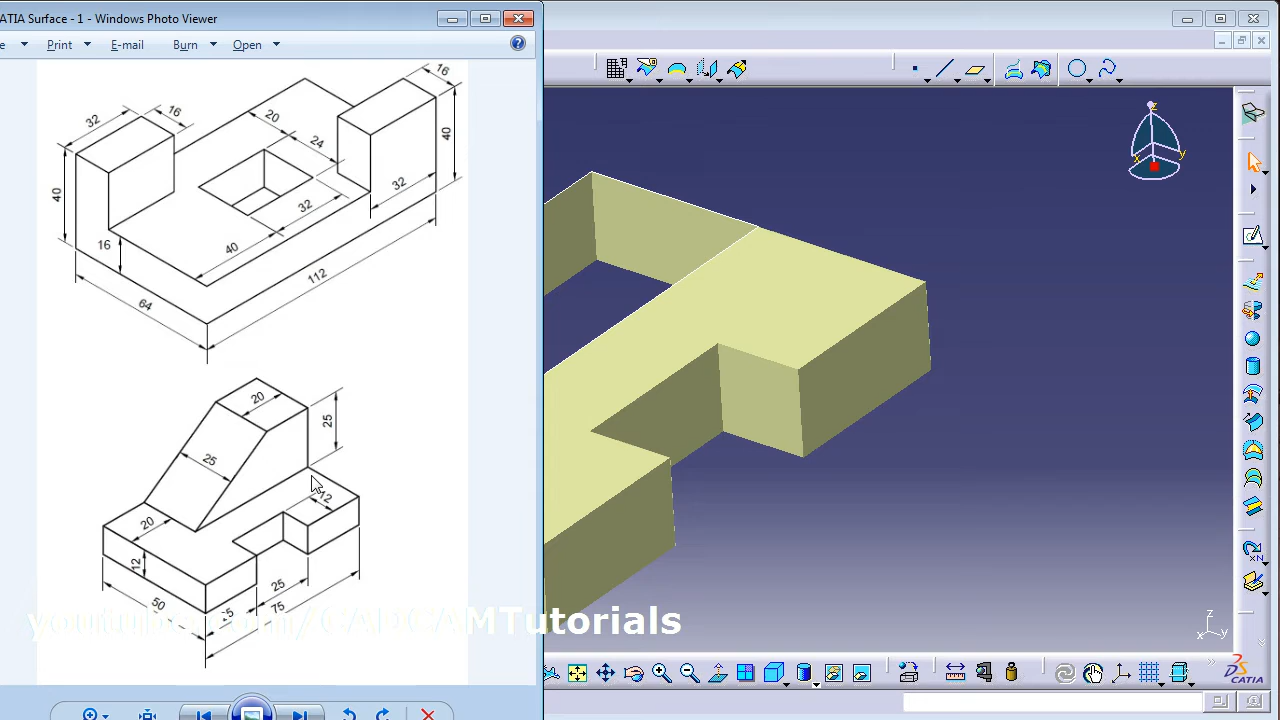 ATIA Surface - 1 - Windows Photo Viewer
Print
E-mail
Burn
Open
16
32
16
20
24
40
40
32
32
40
16
112
64
20
25
25
12
20
12
50
25
75
youtube.com/CADCAMTutorials
z
y
x
z
x
y
CATIA